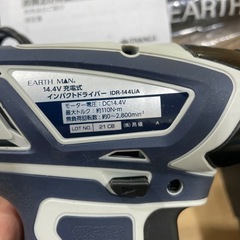 EARTH MAN
EARTH MAN®
14.4V 充電式
インパクトドライバー IDR-144LiA
モーター電圧：DC14.4V
最大トルク：約110N·m
無負荷回転数：約0～2,800min⁻¹
LOT NO. 21 CB
A